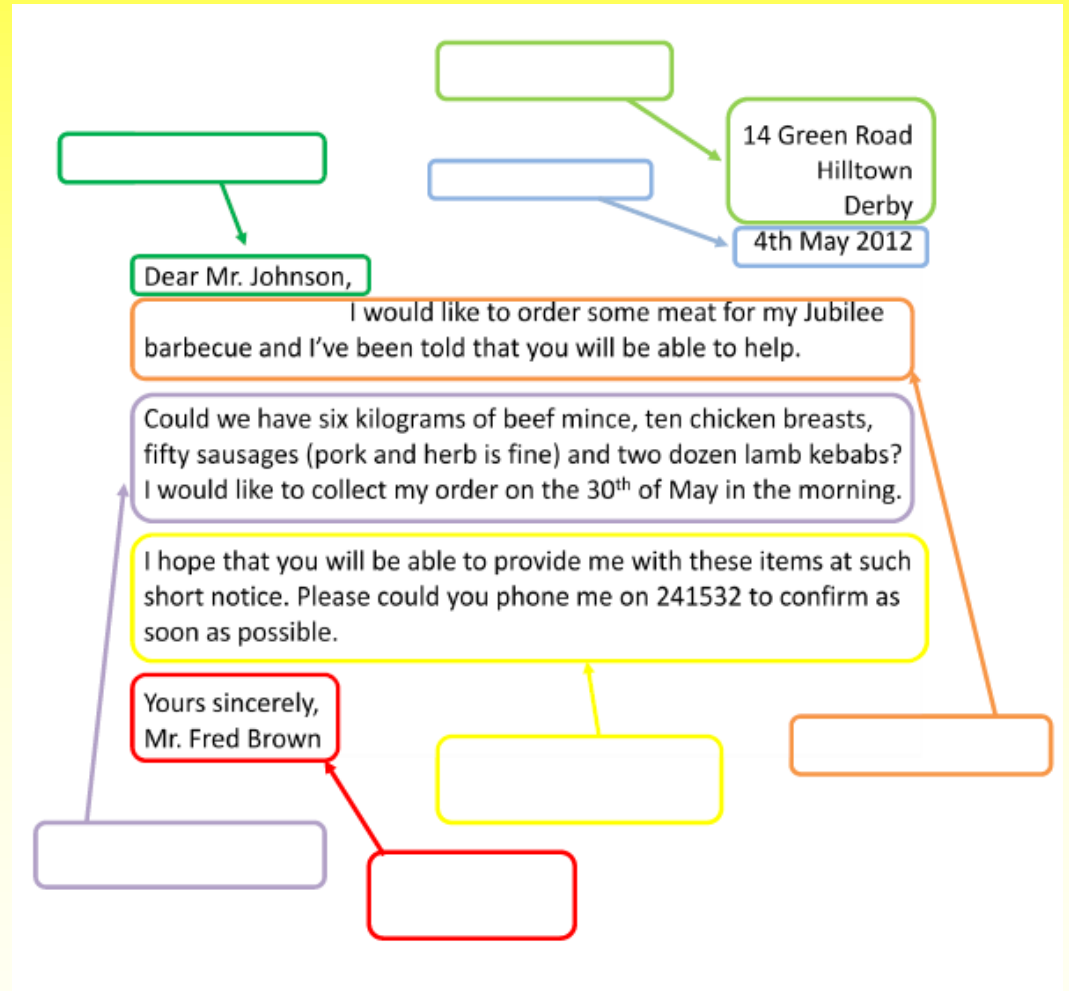 14 Green Road
Hilltown
Derby
4th May 2012
Dear Mr. Johnson,
I would like to order some meat for my Jubilee
barbecue and I’ve been told that you will be able to help.
Could we have six kilograms of beef mince, ten chicken breasts,
fifty sausages (pork and herb is fine) and two dozen lamb kebabs?
I would like to collect my order on the 30th of May in the morning.
I hope that you will be able to provide me with these items at such
short notice. Please could you phone me on 241532 to confirm as
soon as possible.
Yours sincerely,
Mr. Fred Brown